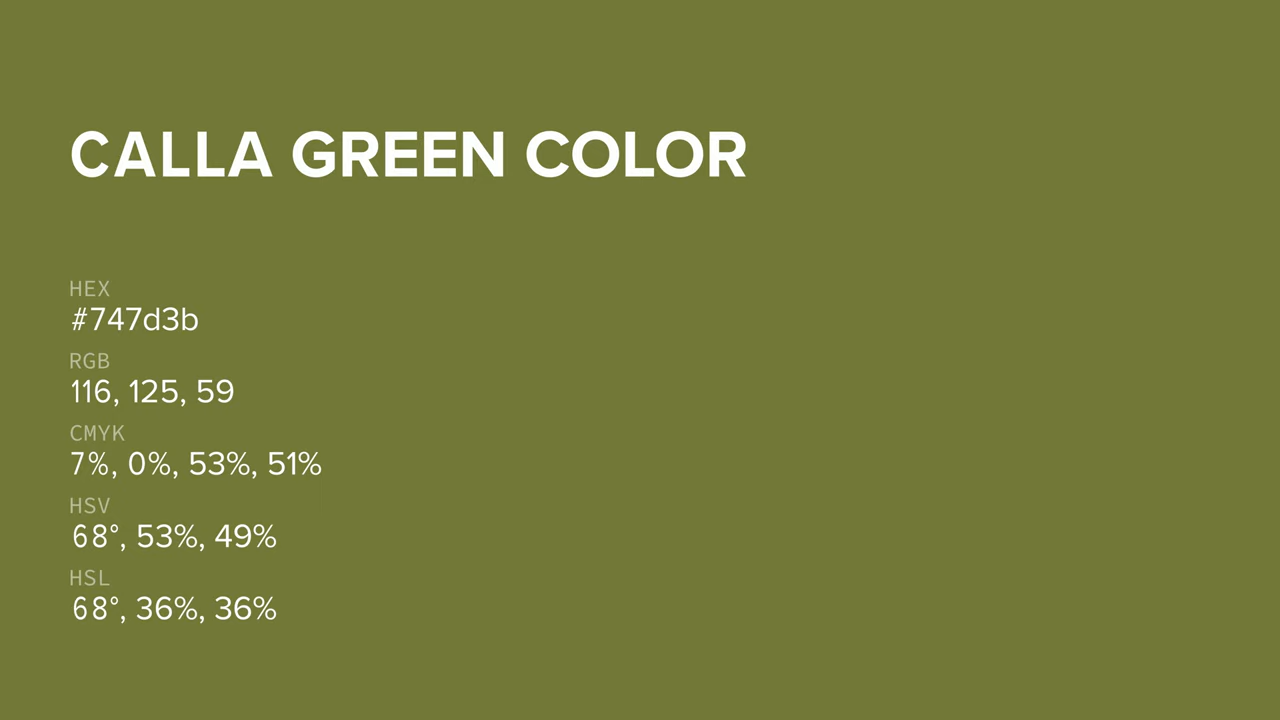 CALLA GREEN COLOR
HEX
#747d3b
RGB
116, 125, 59
CMYK
7%, 0%, 53%, 51%
HSV
68°, 53%, 49%
HSL
68°, 36%, 36%